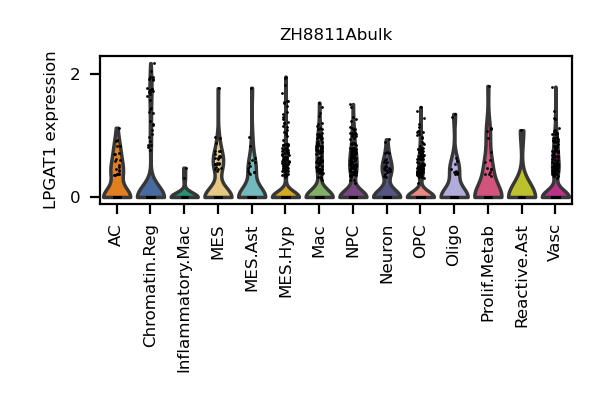 ZH8811Abulk
LPGAT1 expression
2
0
AC
Chromatin.Reg
Inflammatory.Mac
MES
MES.Ast
MES.Hyp
Mac
NPC
Neuron
OPC
Oligo
Prolif.Metab
Reactive.Ast
Vasc